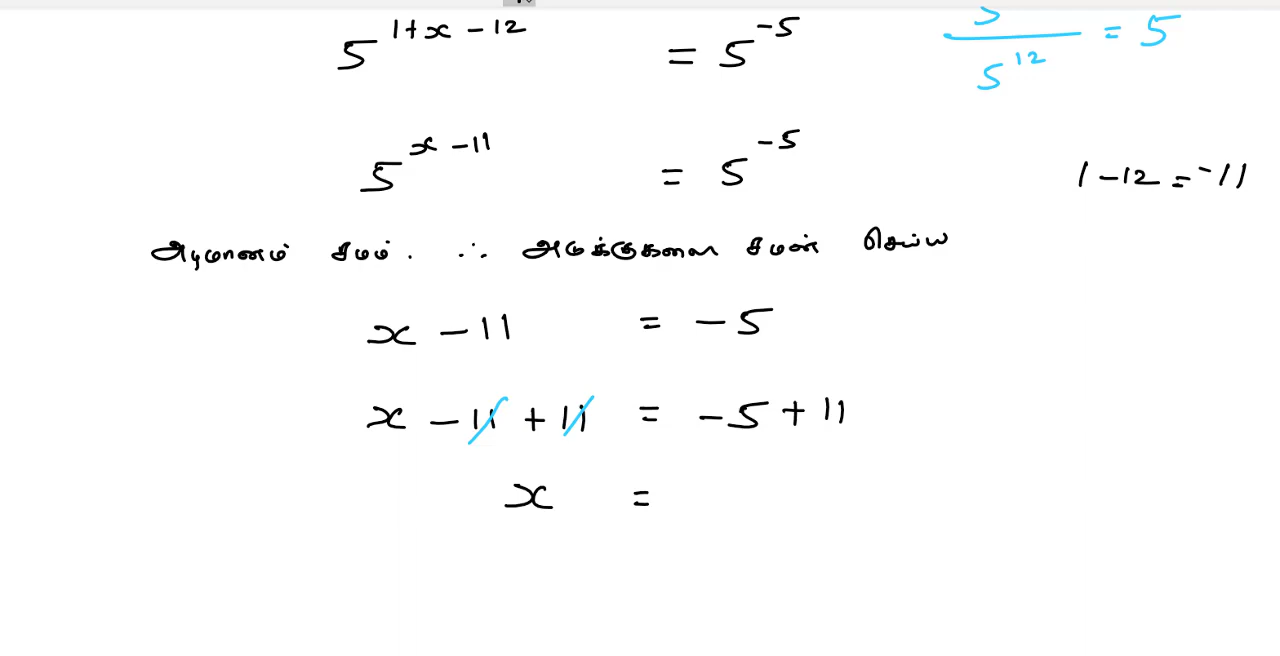 5^{1+x-12} = 5^{-5}
5^{12} = 5
5^{x-11} = 5^{-5}
1 - 12 = -11
அடிமானம் சமம். ∴ அடுக்குகளை சமன் செய்ய
x - 11 = -5
x - 11 + 11 = -5 + 11
x =